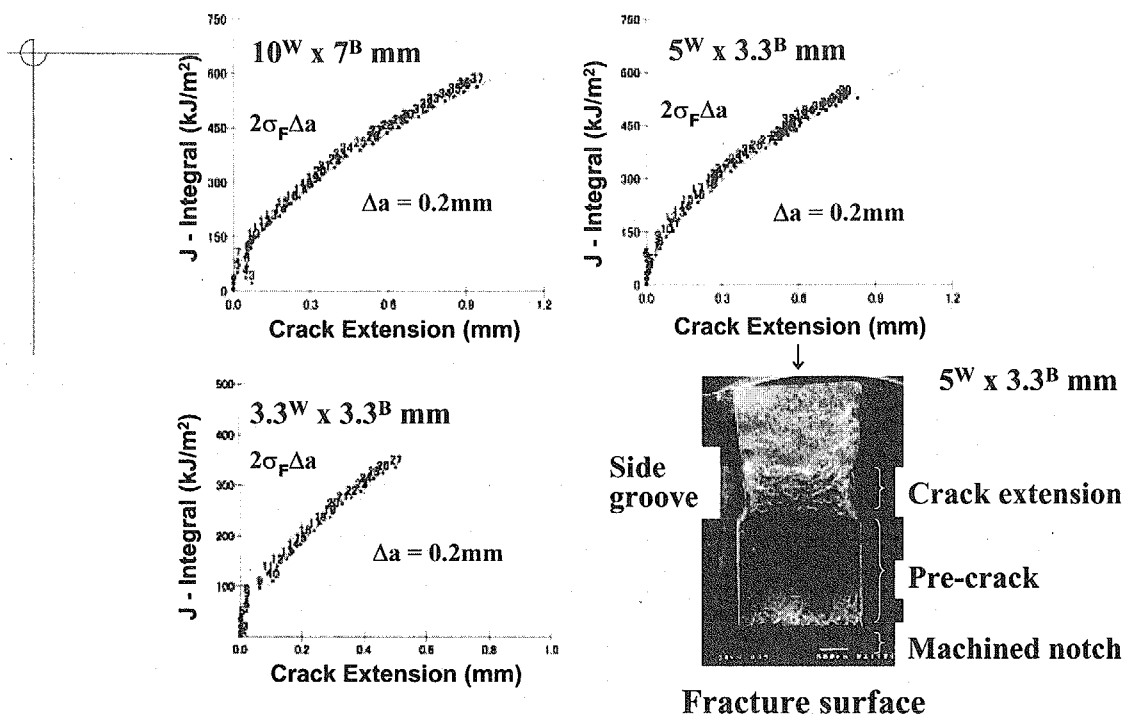 10ᵂ x 7ᴮ mm
2σFΔa
Δa = 0.2mm
J - Integral (kJ/m²)
750
600
450
300
150
0
0.0
0.3
0.6
0.9
1.2
Crack Extension (mm)
5ᵂ x 3.3ᴮ mm
2σFΔa
Δa = 0.2mm
J - Integral (kJ/m²)
750
600
450
300
150
0
0.0
0.3
0.6
0.9
1.2
Crack Extension (mm)
3.3ᵂ x 3.3ᴮ mm
2σFΔa
Δa = 0.2mm
J - Integral (kJ/m²)
500
400
300
200
100
0
0.0
0.2
0.4
0.6
0.8
1.0
Crack Extension (mm)
5ᵂ x 3.3ᴮ mm
Side
groove
Crack extension
Pre-crack
Machined notch
Fracture surface